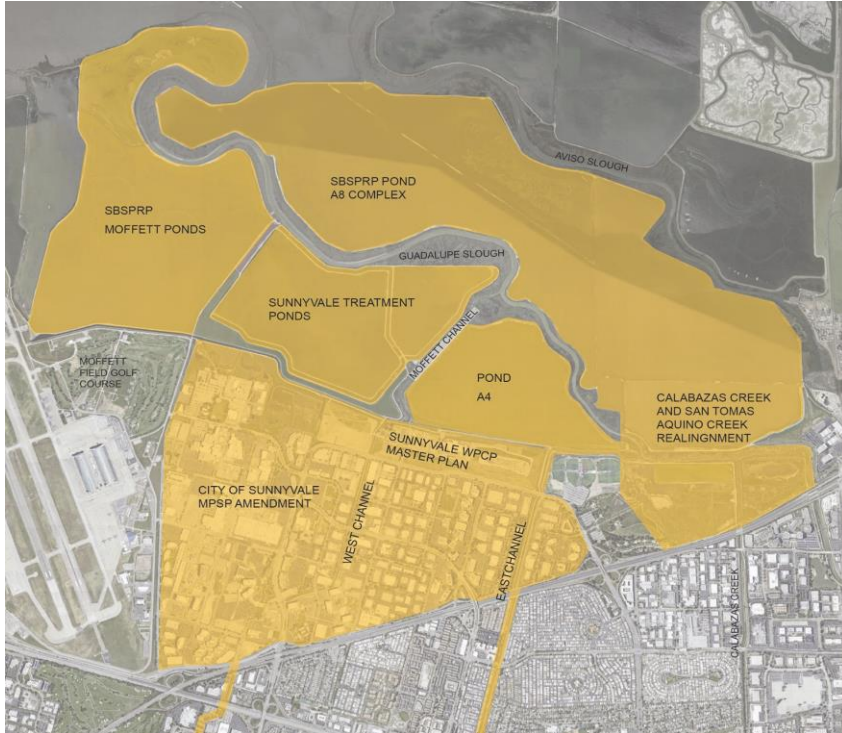 AVISO SLOUGH
SBSPRP POND
A8 COMPLEX
SBSPRP
MOFFETT PONDS
GUADALUPE SLOUGH
SUNNYVALE TREATMENT
PONDS
MOFFETT CHANNEL
MOFFETT
FIELD GOLF
COURSE
POND
A4
CALABAZAS CREEK
AND SAN TOMAS
AQUINO CREEK
REALINGNMENT
SUNNYVALE WPCP
MASTER PLAN
CITY OF SUNNYVALE
MPSP AMENDMENT
WEST CHANNEL
EASTCHANNEL
CALABAZAS CREEK